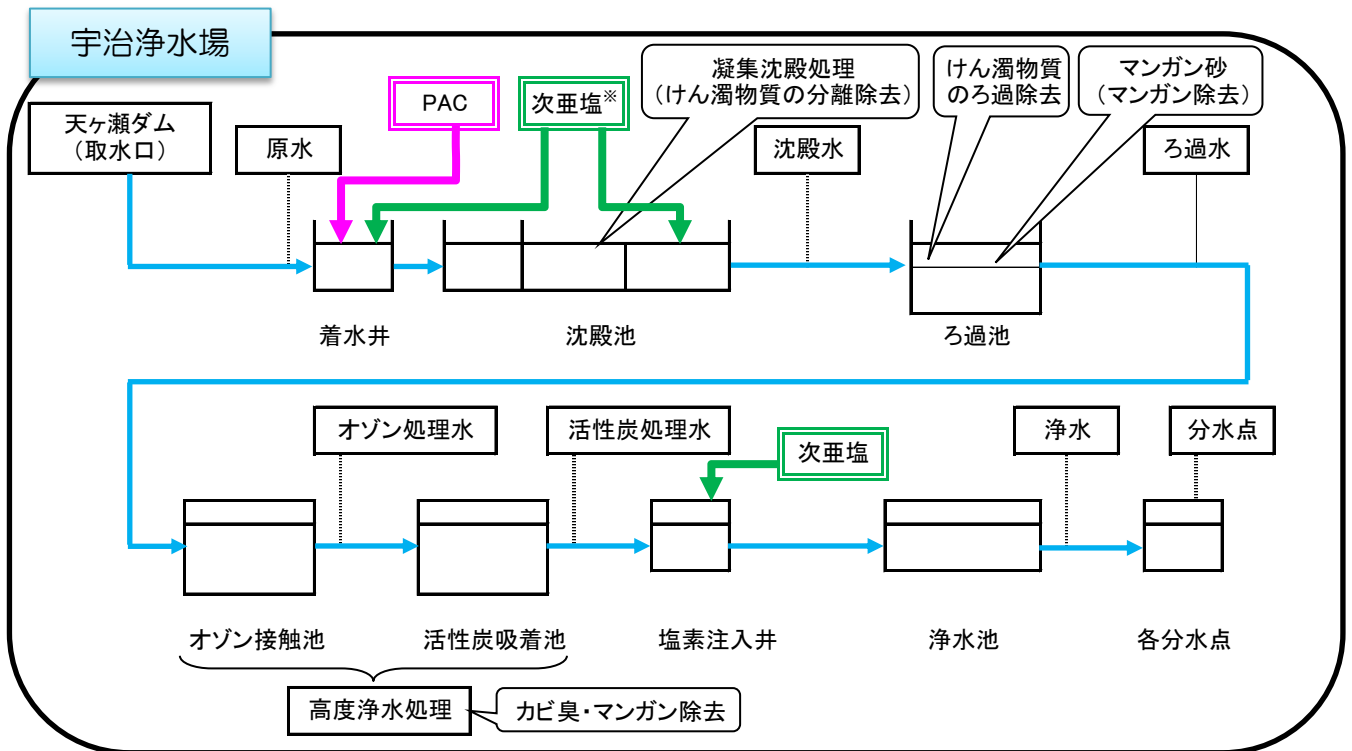 宇治浄水場
PAC
次亜塩※
凝集沈殿処理
(けん濁物質の分離除去)
けん濁物質
のろ過除去
マンガン砂
(マンガン除去)
天ヶ瀬ダム
(取水口)
原水
沈殿水
ろ過水
着水井
沈殿池
ろ過池
オゾン処理水
活性炭処理水
次亜塩
浄水
分水点
オゾン接触池
活性炭吸着池
塩素注入井
浄水池
各分水点
高度浄水処理
カビ臭・マンガン除去